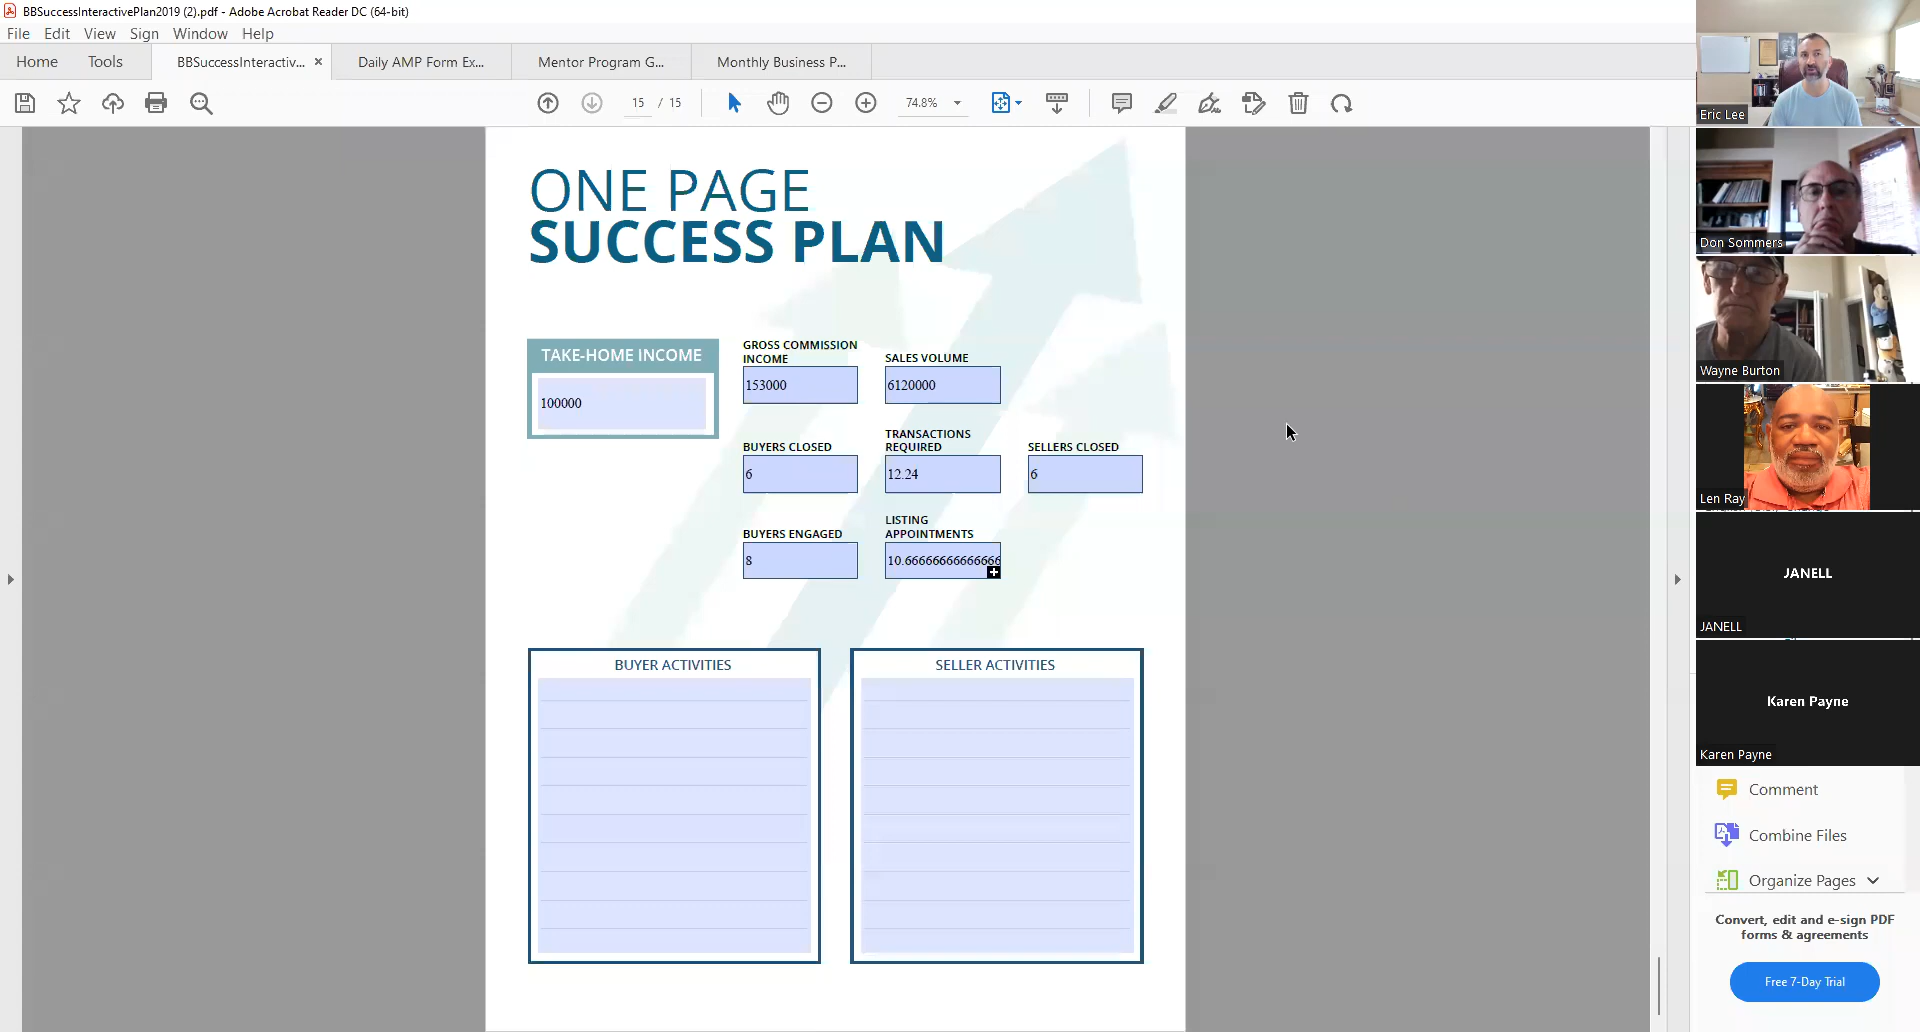 BBSuccessInteractivePlan2019 (2).pdf - Adobe Acrobat Reader DC (64-bit)
File Edit View Sign Window Help
Home Tools BBSuccessInteractiv... × Daily AMP Form Ex... Mentor Program G... Monthly Business P...
15 / 15 74.8%
ONE PAGE
SUCCESS PLAN
TAKE-HOME INCOME
100000
GROSS COMMISSION
INCOME
153000
SALES VOLUME
6120000
BUYERS CLOSED
6
TRANSACTIONS
REQUIRED
12.24
SELLERS CLOSED
6
BUYERS ENGAGED
8
LISTING
APPOINTMENTS
10.66666666666666
BUYER ACTIVITIES
SELLER ACTIVITIES
Eric Lee
Don Sommers
Wayne Burton
Len Ray
JANELL
JANELL
Karen Payne
Karen Payne
Comment
Combine Files
Organize Pages
Convert, edit and e-sign PDF
forms & agreements
Free 7-Day Trial